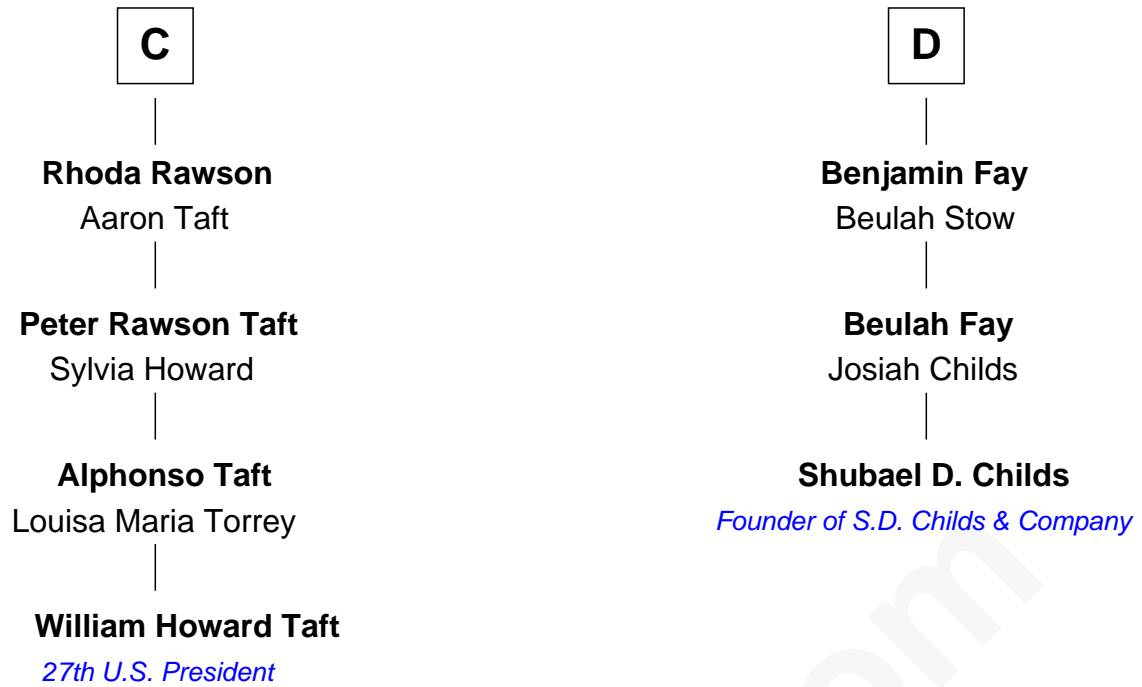 C
Rhoda Rawson
Aaron Taft
Peter Rawson Taft
Sylvia Howard
Alphonso Taft
Louisa Maria Torrey
William Howard Taft
27th U.S. President
D
Benjamin Fay
Beulah Stow
Beulah Fay
Josiah Childs
Shubael D. Childs
Founder of S.D. Childs & Company
om